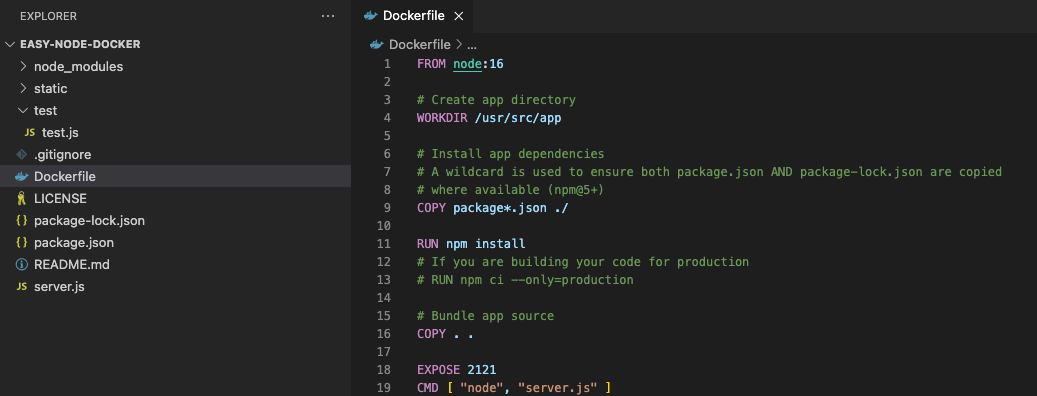 EXPLORER
...
EASY-NODE-DOCKER
node_modules
static
test
JS test.js
.gitignore
Dockerfile
LICENSE
{} package-lock.json
{} package.json
README.md
JS server.js
Dockerfile
Dockerfile > ...
1 FROM node:16
2
3 # Create app directory
4 WORKDIR /usr/src/app
5
6 # Install app dependencies
7 # A wildcard is used to ensure both package.json AND package-lock.json are copied
8 # where available (npm@5+)
9 COPY package*.json ./
10
11 RUN npm install
12 # If you are building your code for production
13 # RUN npm ci --only=production
14
15 # Bundle app source
16 COPY . .
17
18 EXPOSE 2121
19 CMD [ "node", "server.js" ]